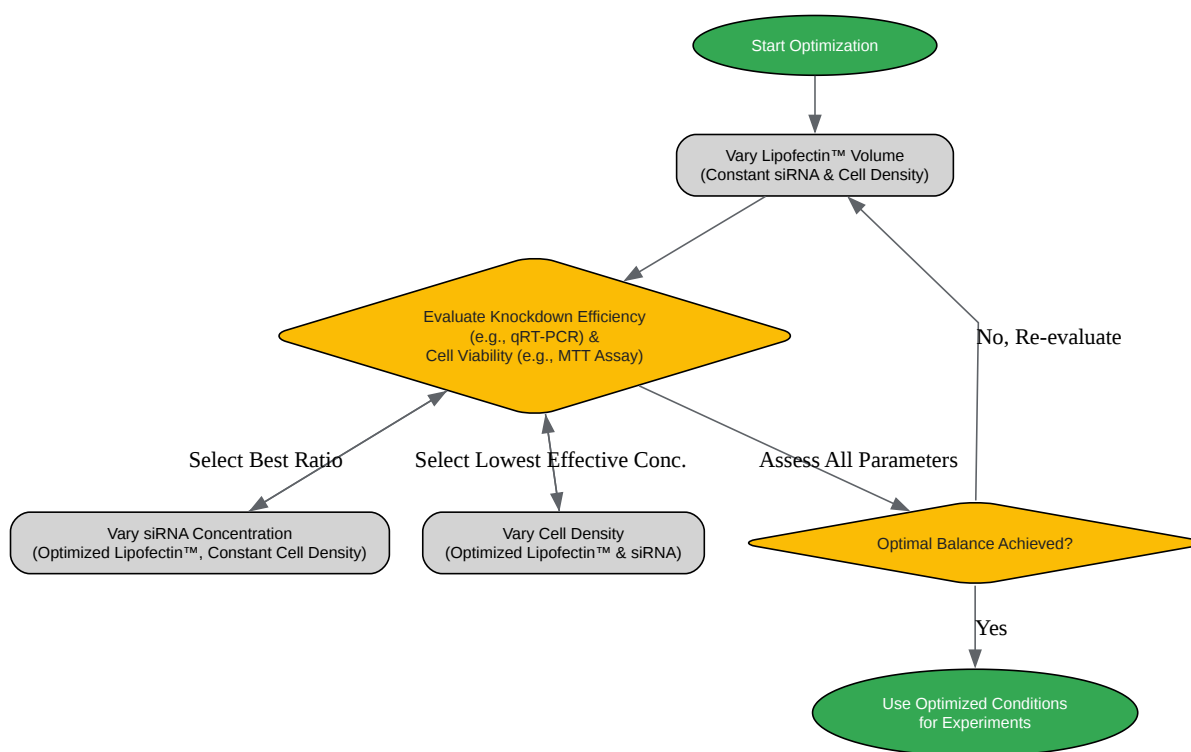 Start Optimization
Vary Lipofectin™ Volume
(Constant siRNA & Cell Density)
Evaluate Knockdown Efficiency
(e.g., qRT-PCR) &
Cell Viability (e.g., MTT Assay)
No, Re-evaluate
Select Best Ratio
Select Lowest Effective Conc.
Assess All Parameters
Vary siRNA Concentration
(Optimized Lipofectin™, Constant Cell Density)
Vary Cell Density
(Optimized Lipofectin™ & siRNA)
Optimal Balance Achieved?
Yes
Use Optimized Conditions
for Experiments